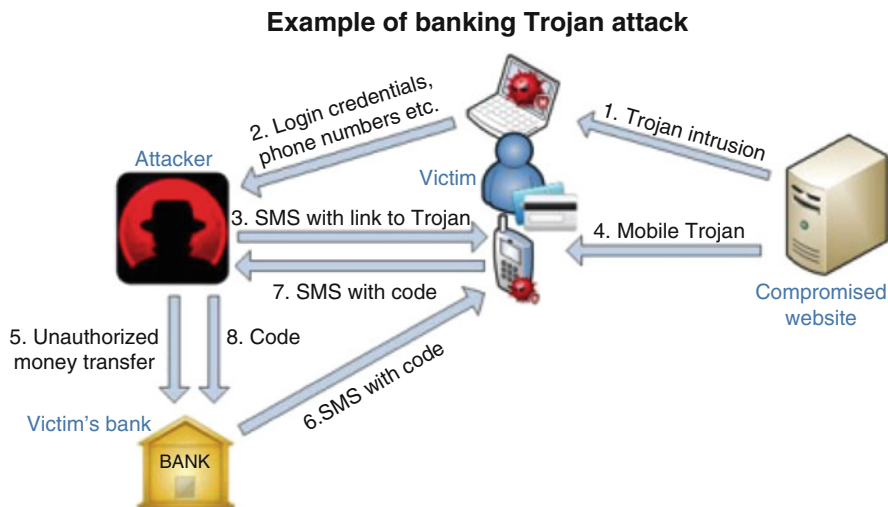 Example of banking Trojan attack
2. Login credentials,
phone numbers etc.
1. Trojan intrusion
Attacker
Victim
3. SMS with link to Trojan
4. Mobile Trojan
7. SMS with code
Compromised
website
5. Unauthorized
money transfer
8. Code
6.SMS with code
Victim's bank
BANK